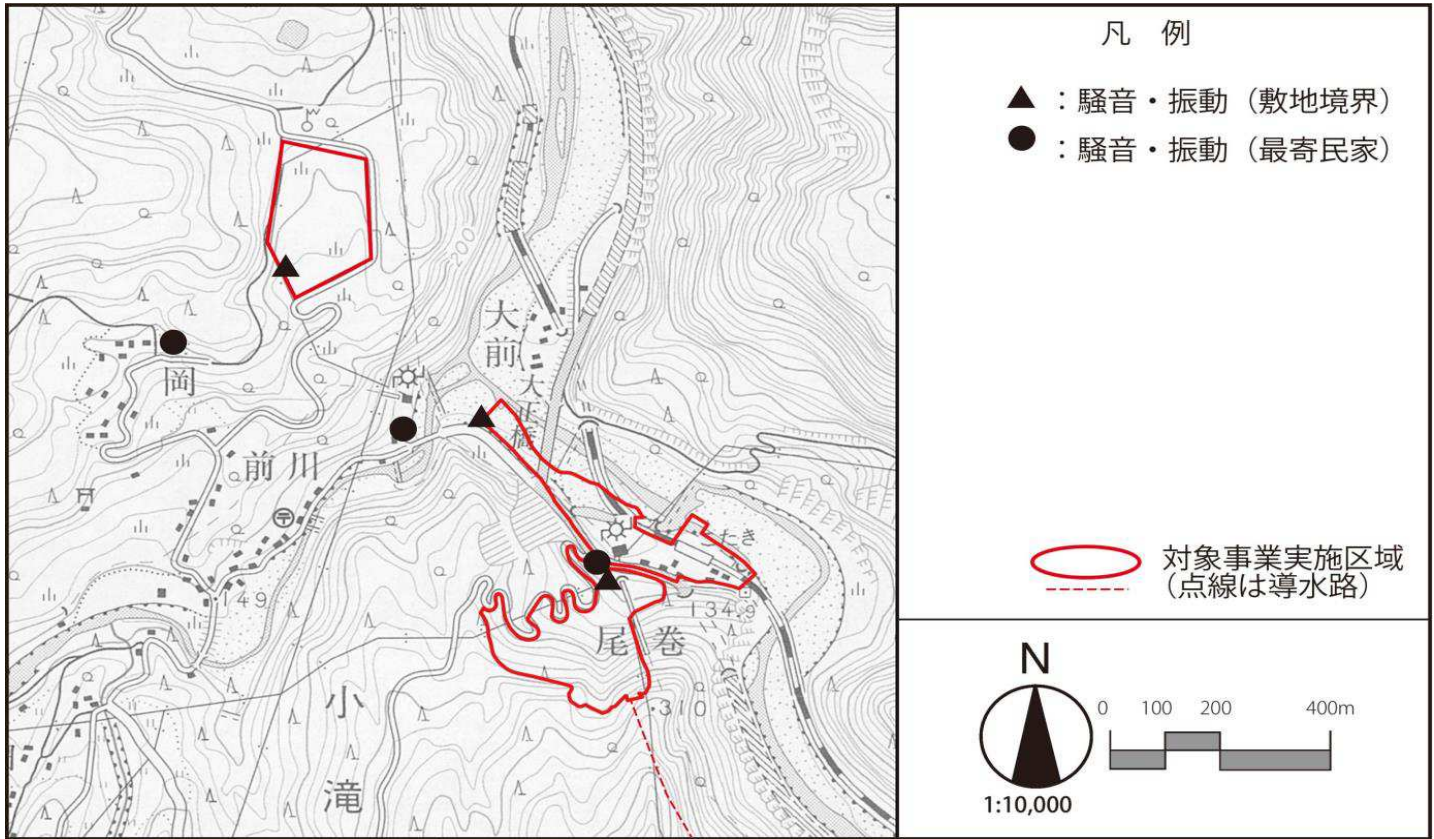 凡 例
▲ : 騒音・振動 (敷地境界)
● : 騒音・振動 (最寄民家)
対象事業実施区域
(点線は導水路)
N
0 100 200 400m
1:10,000
200
大前
大正橋
岡
前川
こたき
149
134.9
尾巻
310
小滝